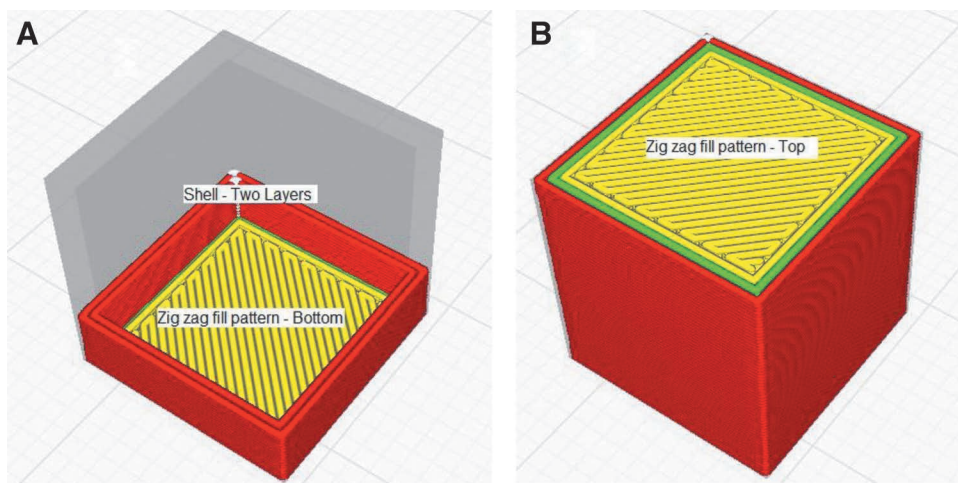 A
Shell - Two Layers
Zig zag fill pattern - Bottom
B
Zig zag fill pattern - Top